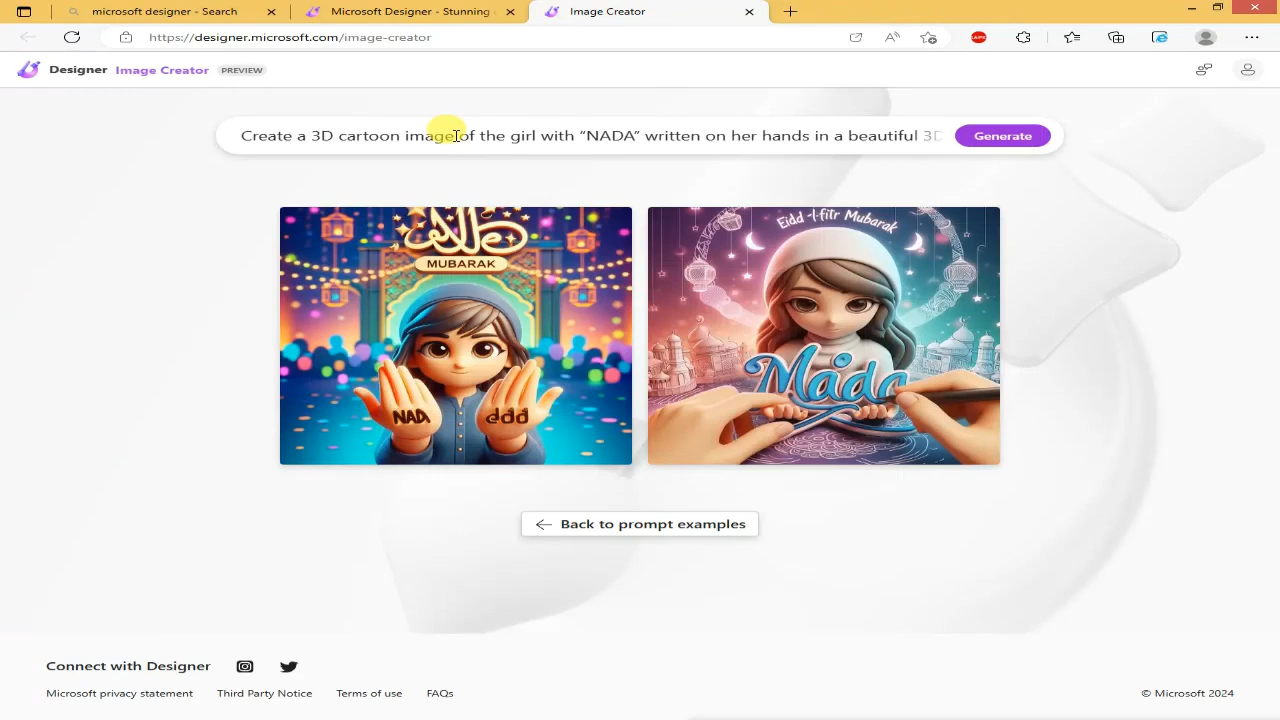 microsoft designer - Search
Microsoft Designer - Stunning
Image Creator
https://designer.microsoft.com/image-creator
Designer Image Creator PREVIEW
Create a 3D cartoon image of the girl with “NADA” written on her hands in a beautiful 3D
Generate
MUBARAK
NADA
ddd
Eidd -l-fitr Mubarak
Mada
Back to prompt examples
Connect with Designer
Microsoft privacy statement Third Party Notice Terms of use FAQs
© Microsoft 2024